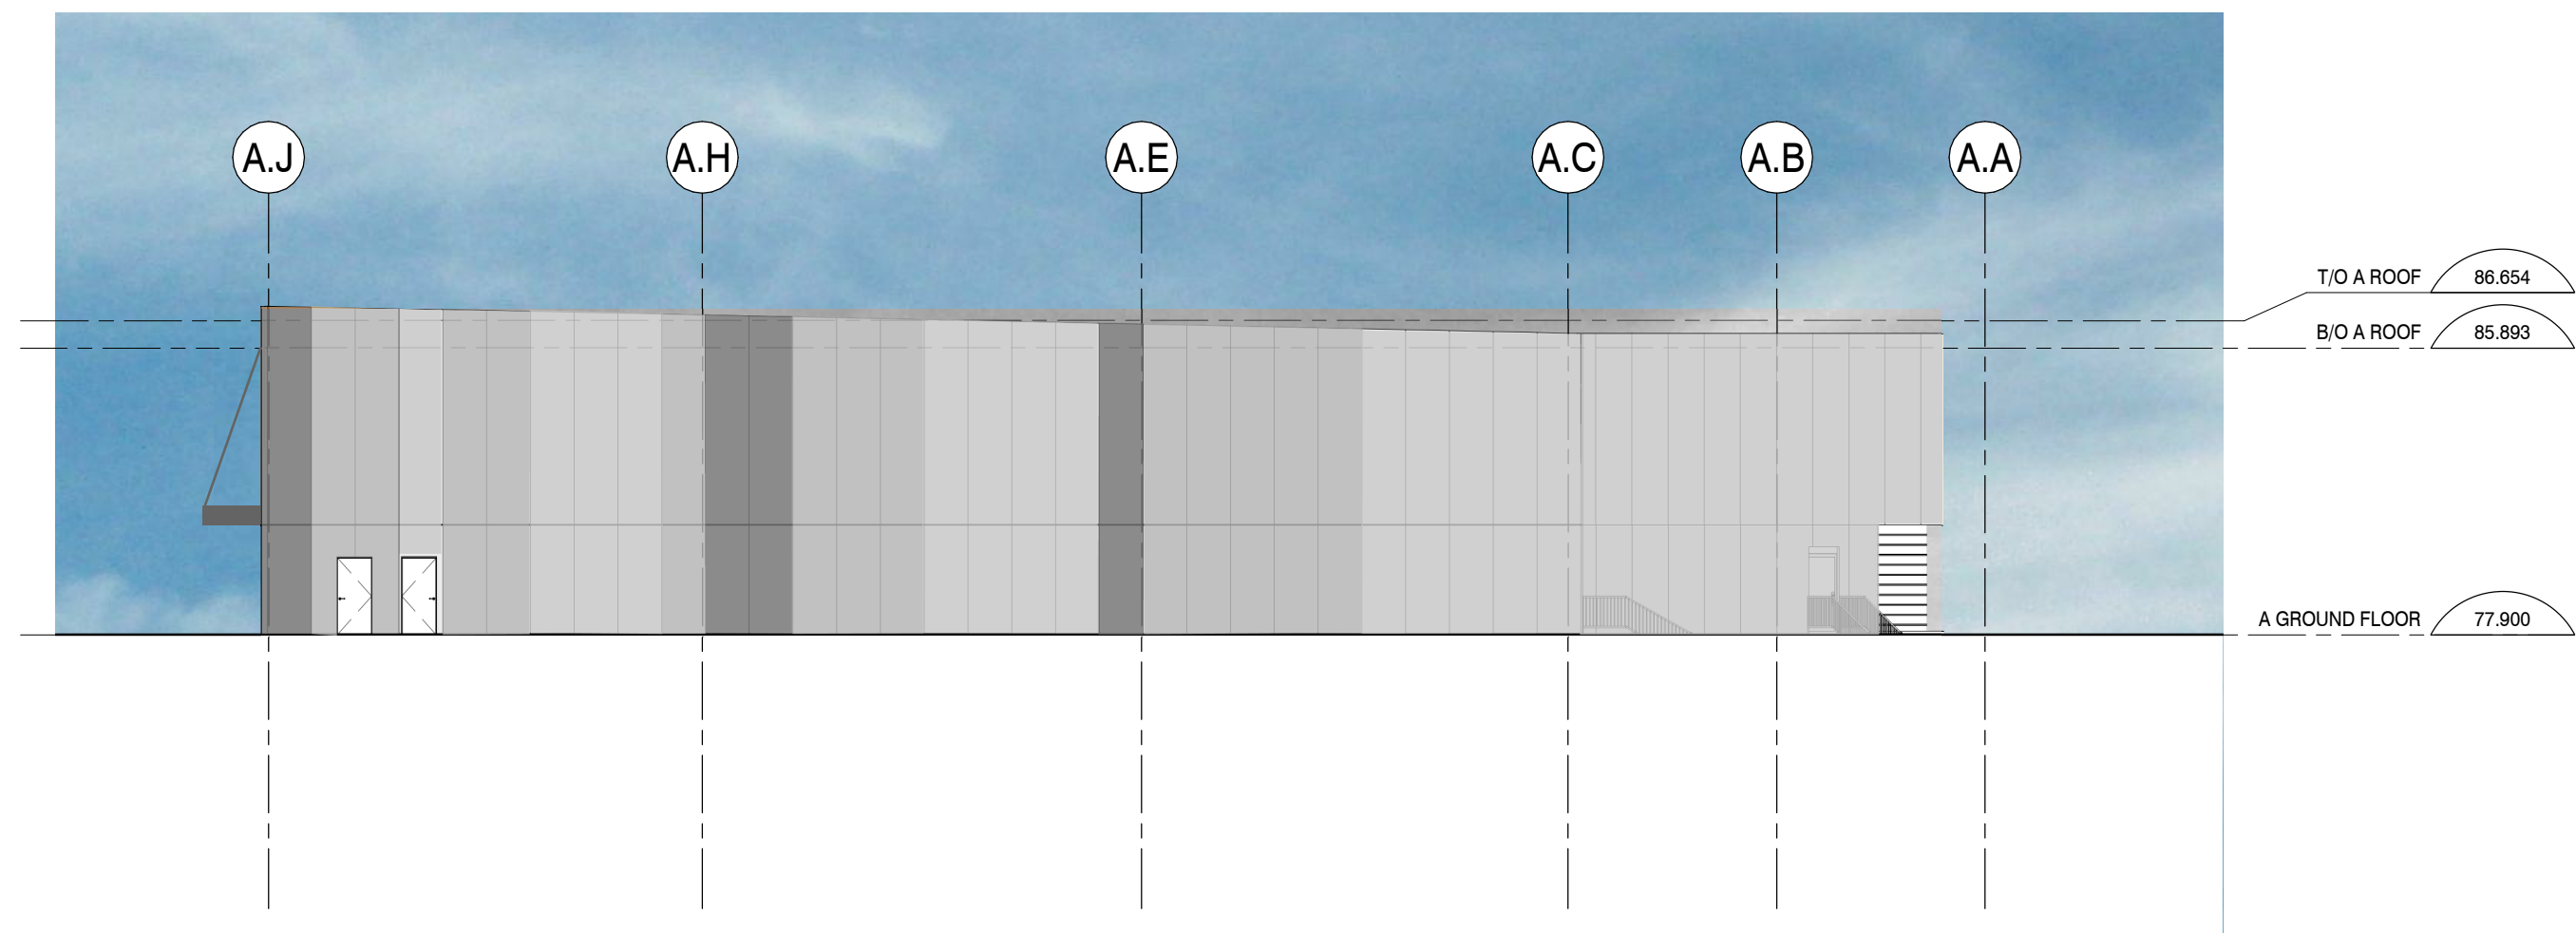 A.J
A.H
A.E
A.C
A.B
A.A
T/O A ROOF 86.654
B/O A ROOF 85.893
A GROUND FLOOR 77.900